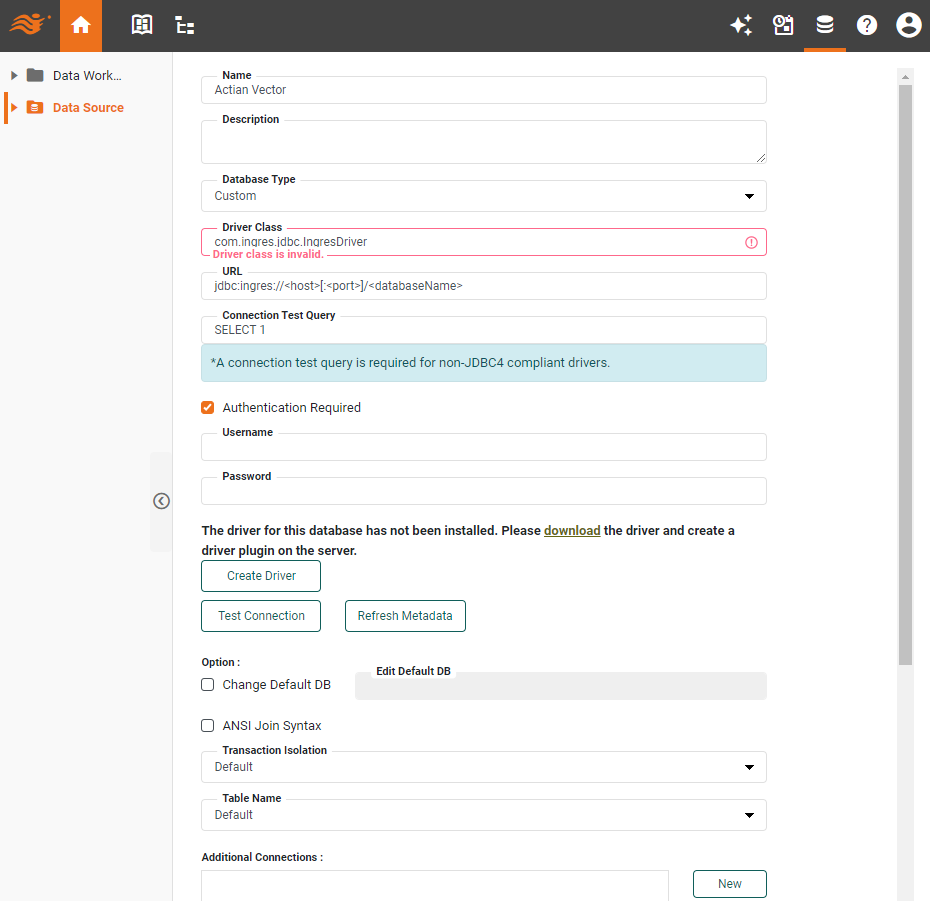 Data Work...
Data Source
Name
Actian Vector
Description
Database Type
Custom
Driver Class
com.ingres.jdbc.IngresDriver
Driver class is invalid.
URL
jdbc:ingres://<host>[:<port>]/<databaseName>
Connection Test Query
SELECT 1
*A connection test query is required for non-JDBC4 compliant drivers.
Authentication Required
Username
Password
The driver for this database has not been installed. Please download the driver and create a
driver plugin on the server.
Create Driver
Test Connection Refresh Metadata
Option :
Edit Default DB
Change Default DB
ANSI Join Syntax
Transaction Isolation
Default
Table Name
Default
Additional Connections :
New